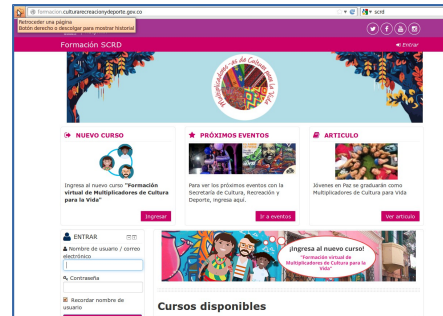 formacion.culturarecreacionydeporte.gov.co
scrd
Retroceder una página
Botón derecho o descolgar para mostrar historial
Formación SCRD
Entrar
Multiplicadores-as de Cultura para la Vida
NUEVO CURSO
PRÓXIMOS EVENTOS
ARTICULO
Ingresa al nuevo curso "Formación
virtual de Multiplicadores de Cultura
para la Vida"
Para ver los próximos eventos con la
Secretaría de Cultura, Recreación y
Deporte, ingresa aquí.
Jóvenes en Paz se graduarán como
Multiplicadores de Cultura para Vida
Ingresar
Ir a eventos
Ver articulo
ENTRAR
Nombre de usuario / correo
electrónico
Contraseña
Recordar nombre de
usuario
¡Ingresa al nuevo curso!
"Formación virtual de
Multiplicadores de Cultura para la
Vida"
Cursos disponibles